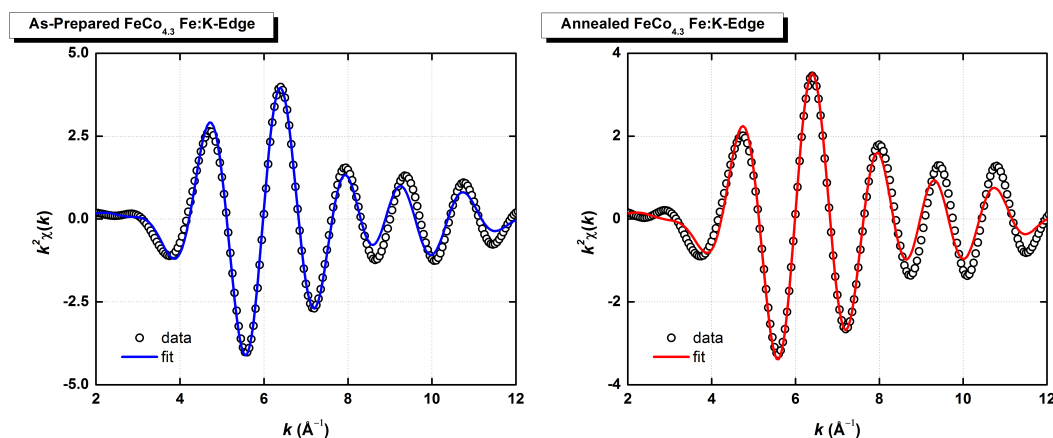 As-Prepared FeCo4.3 Fe:K-Edge
5.0
2.5
0.0
-2.5
-5.0
k2χ(k)
data
fit
2 4 6 8 10 12
k (Å−1)
Annealed FeCo4.3 Fe:K-Edge
4
2
0
-2
-4
k2χ(k)
data
fit
2 4 6 8 10 12
k (Å−1)